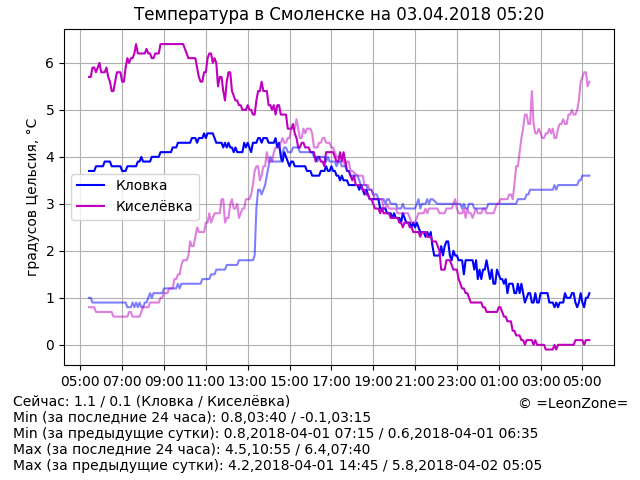 Температура в Смоленске на 03.04.2018 05:20
градусов Цельсия, °C
6
5
4
3
2
1
0
Кловка
Киселёвка
05:00 07:00 09:00 11:00 13:00 15:00 17:00 19:00 21:00 23:00 01:00 03:00 05:00
Сейчас: 1.1 / 0.1 (Кловка / Киселёвка)
© =LeonZone=
Min (за последние 24 часа): 0.8,03:40 / -0.1,03:15
Min (за предыдущие сутки): 0.8,2018-04-01 07:15 / 0.6,2018-04-01 06:35
Max (за последние 24 часа): 4.5,10:55 / 6.4,07:40
Max (за предыдущие сутки): 4.2,2018-04-01 14:45 / 5.8,2018-04-02 05:05